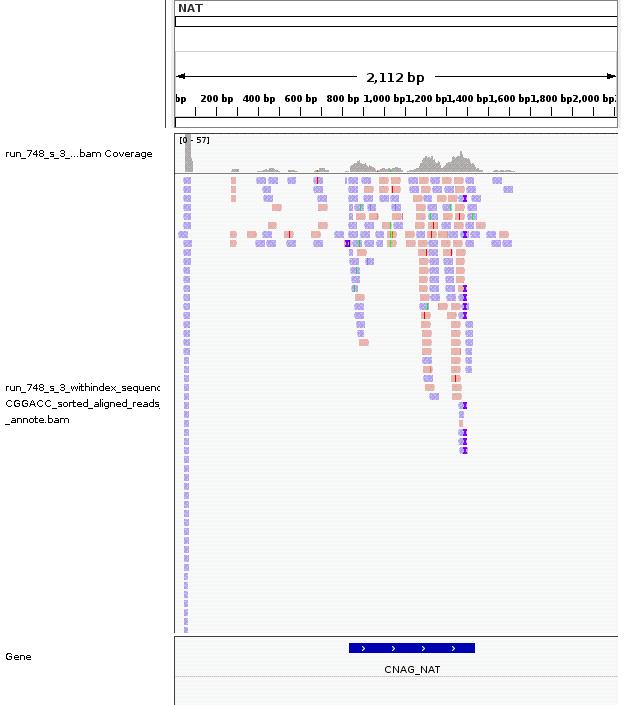 NAT
2,112 bp
bp 200 bp 400 bp 600 bp 800 bp 1,000 bp 1,200 bp 1,400 bp 1,600 bp 1,800 bp 2,000 bp
[0 - 57]
run_748_s_3_...bam Coverage
run_748_s_3_withindex_sequenc
CGGACC_sorted_aligned_reads_
_annote.bam
Gene
CNAG_NAT